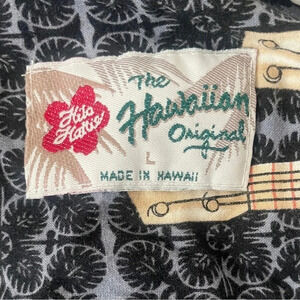 Hilo
Hattie
The
Hawaiian
Original
L
MADE IN HAWAII